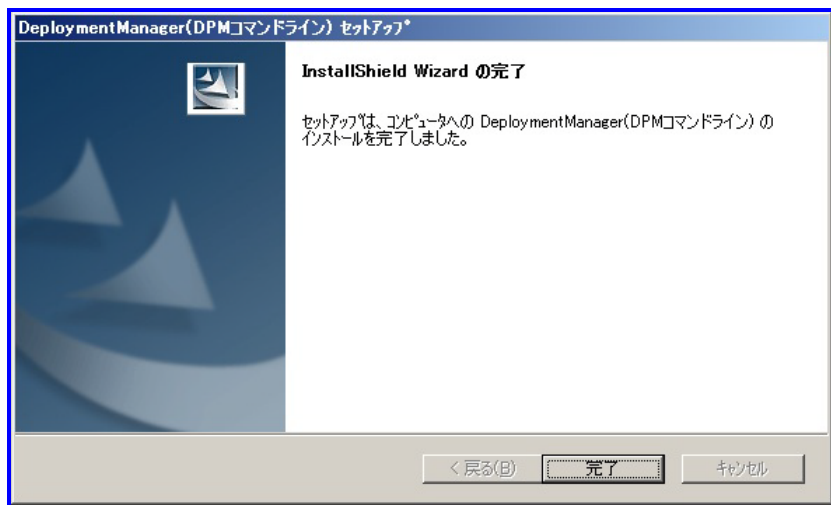 DeploymentManager(DPMコマンドライン) ｾｯﾄｱｯﾌﾟ
InstallShield Wizard の完了
ｾｯﾄｱｯﾌﾟは、ｺﾝﾋﾟｭｰﾀへの DeploymentManager(DPMコマンドライン) の
ｲﾝｽﾄｰﾙを完了しました。
< 戻る(B)
完了
ｷｬﾝｾﾙ